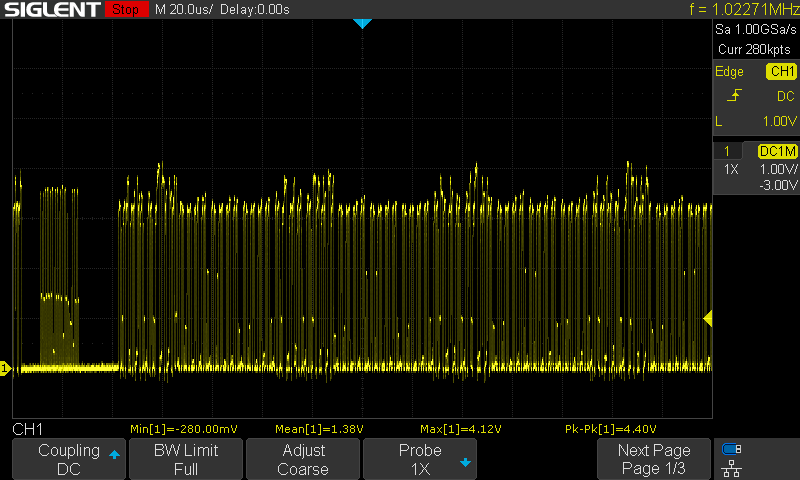 SIGLENT Stop M 20.0us/ Delay:0.00s f = 1.02271MHz
Sa 1.00GSa/s
Curr 280kpts
Edge CH1
DC
L 1.00V
1 DC1M
1X 1.00V/
-3.00V
1
CH1 Min[1]=-280.00mV Mean[1]=1.38V Max[1]=4.12V Pk-Pk[1]=4.40V
Coupling BW Limit Adjust Probe Next Page
DC Full Coarse 1X Page 1/3